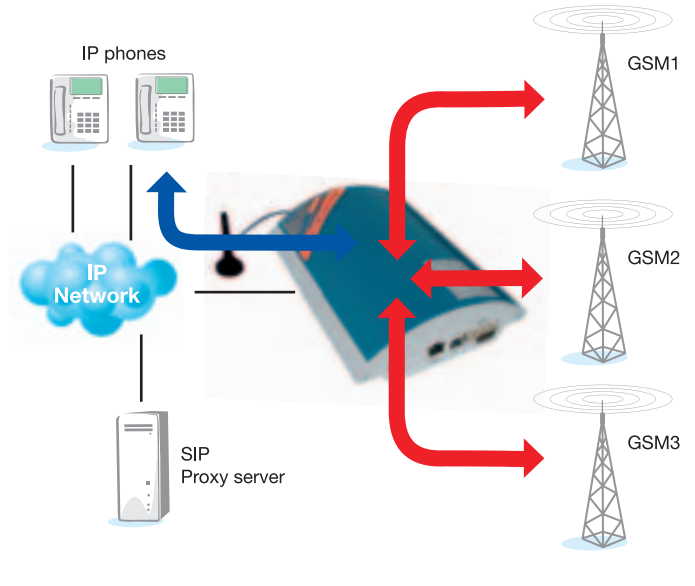 IP phones
GSM1
IP
Network
GSM2
SIP
Proxy server
GSM3